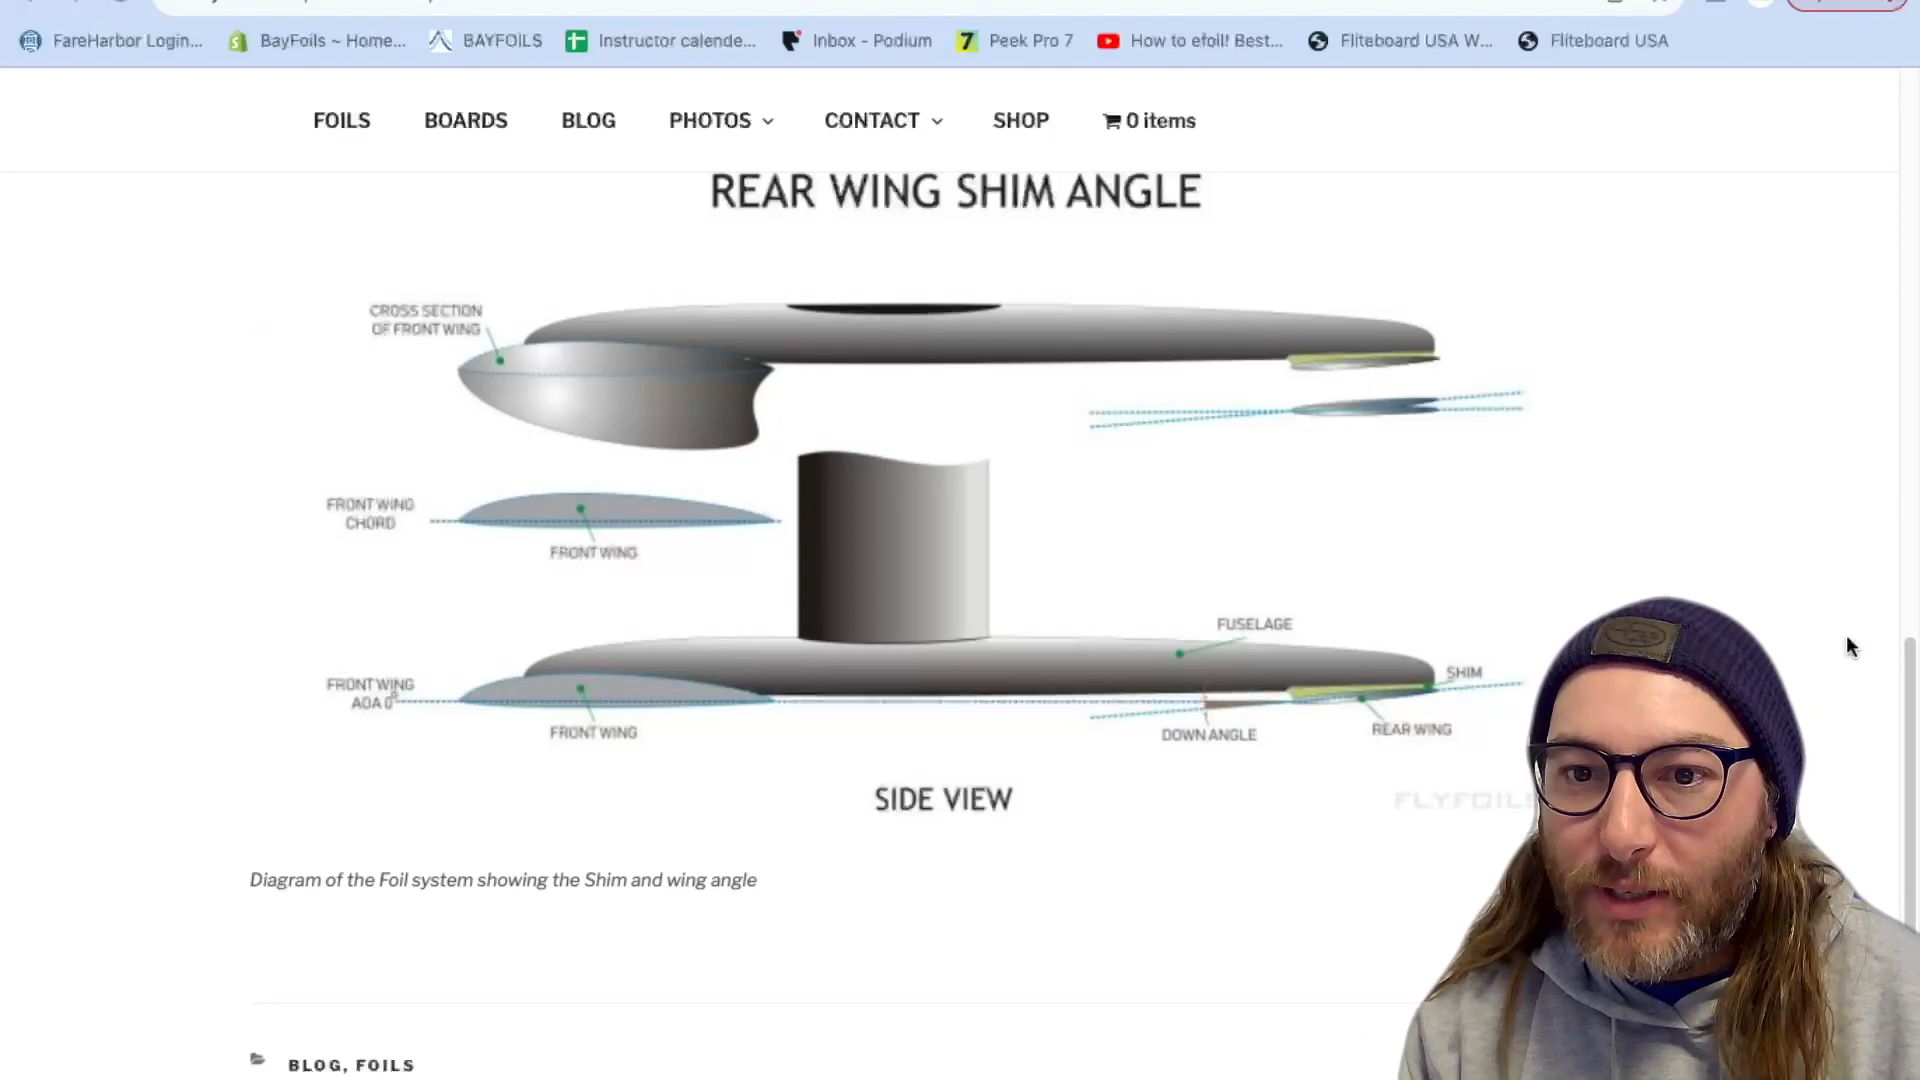 FareHarbor Login...
BayFoils ~ Home...
BAYFOILS
Instructor calende...
Inbox - Podium
7 Peek Pro 7
How to efoil! Best...
Fliteboard USA W...
Fliteboard USA
FOILS BOARDS BLOG PHOTOS CONTACT SHOP 0 items
REAR WING SHIM ANGLE
CROSS SECTION
OF FRONT WING
FRONT WING
CHORD
FRONT WING
FUSELAGE
FRONT WING
AOA 0°
FRONT WING
SHIM
DOWN ANGLE
REAR WING
SIDE VIEW
FLYFOILS
Diagram of the Foil system showing the Shim and wing angle
BLOG, FOILS